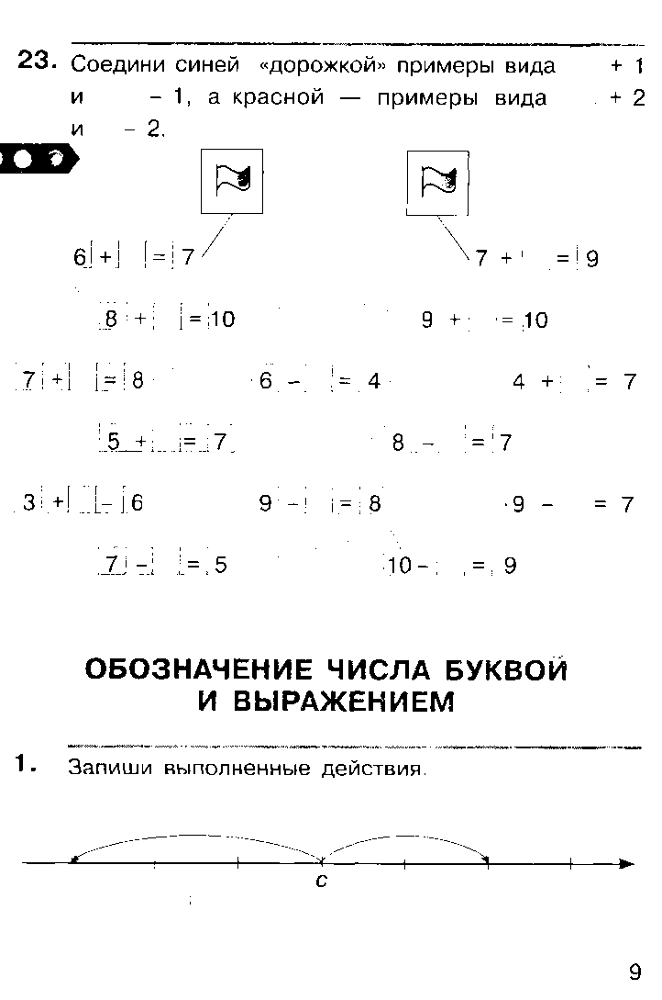 23. Соедини синей «дорожкой» примеры вида + 1
и - 1, а красной — примеры вида + 2
и - 2.
6 + = 7 7 + = 9
8 + = 10 9 + = 10
7 + = 8 6 - = 4 4 + = 7
5 + = 7 8 - = 7
3 + - 6 9 - = 8 9 - = 7
7 - = 5 10 - = 9
ОБОЗНАЧЕНИЕ ЧИСЛА БУКВОЙ
И ВЫРАЖЕНИЕМ
1. Запиши выполненные действия.
с
9